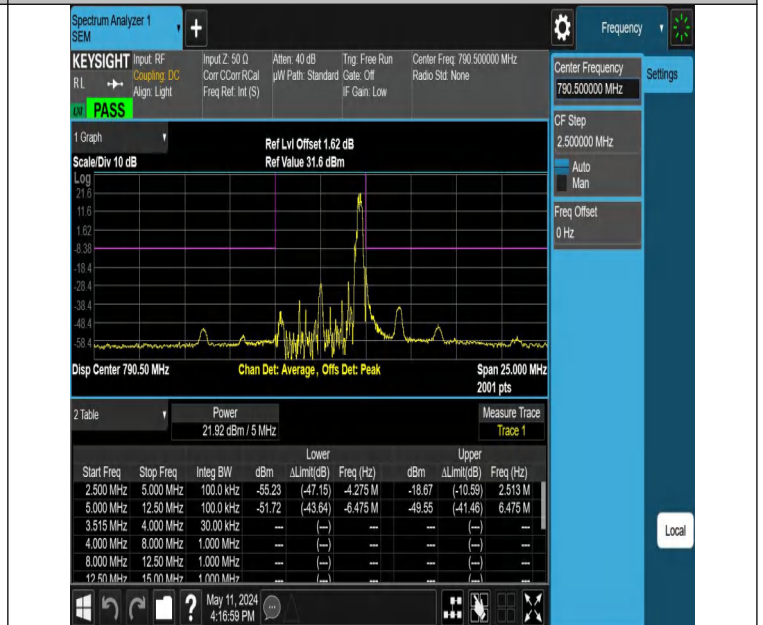 Spectrum Analyzer 1
SEM
+
Frequency
KEYSIGHT
RL
PASS
Input: RF
Coupling: DC
Align: Light
Input Z: 50 Ω
Corr CCorr RCal
Freq Ref: Int (S)
Atten: 40 dB
µW Path: Standard
Trig: Free Run
Gate: Off
IF Gain: Low
Center Freq: 790.500000 MHz
Radio Std: None
Center Frequency
790.500000 MHz
Settings
CF Step
2.500000 MHz
Auto
Man
Freq Offset
0 Hz
1 Graph
Scale/Div 10 dB
Ref Lvl Offset 1.62 dB
Ref Value 31.6 dBm
Log
21.6
11.6
1.62
-8.38
-18.4
-28.4
-38.4
-48.4
-58.4
Disp Center 790.50 MHz
Chan Det: Average, Offs Det: Peak
Span 25.000 MHz
2001 pts
2 Table
Power
21.92 dBm / 5 MHz
Measure Trace
Trace 1
Lower Upper
Start Freq Stop Freq Integ BW dBm ΔLimit(dB) Freq (Hz) dBm ΔLimit(dB) Freq (Hz)
2.500 MHz 5.000 MHz 100.0 kHz -55.23 (-47.15) -4.275 M -18.67 (-10.59) 2.513 M
5.000 MHz 12.50 MHz 100.0 kHz -51.72 (-43.64) -6.475 M -49.55 (-41.46) 6.475 M
3.515 MHz 4.000 MHz 30.00 kHz --- (---) --- --- (---) ---
4.000 MHz 8.000 MHz 1.000 MHz --- (---) --- --- (---) ---
8.000 MHz 12.50 MHz 1.000 MHz --- (---) --- --- (---) ---
12.50 MHz 15.00 MHz 1.000 MHz --- (---) --- --- (---) ---
Local
?
May 11, 2024
4:16:59 PM